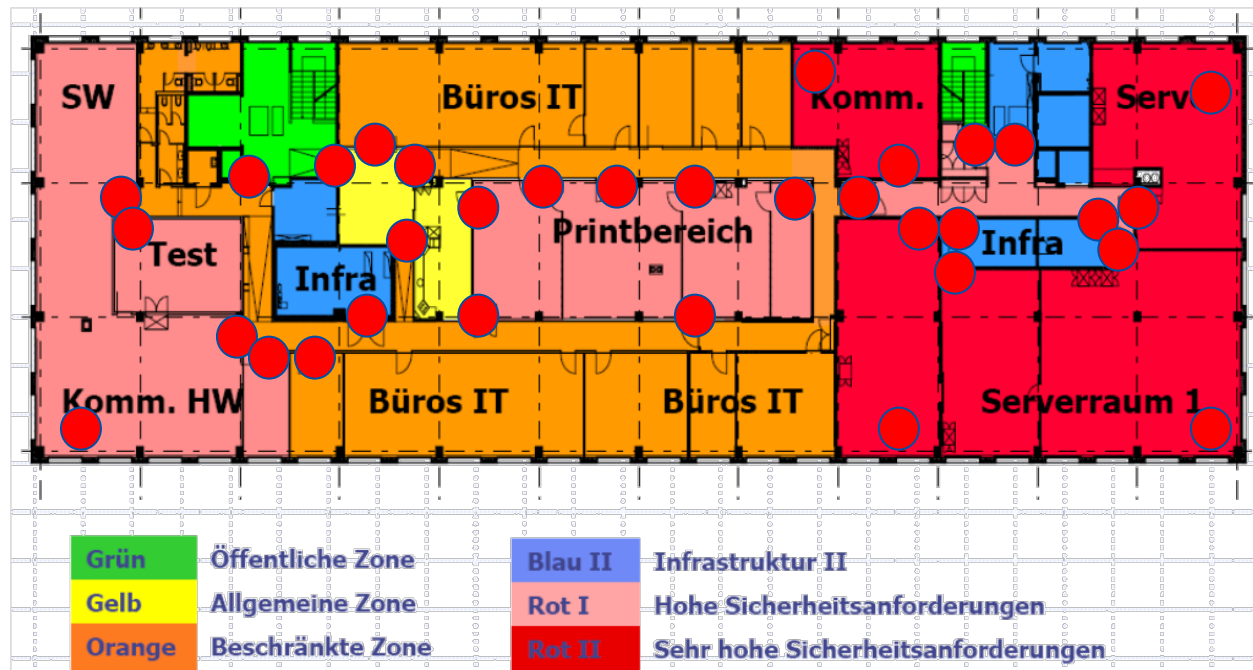 SW
Büros IT
Komm.
Serv
Test
Printbereich
Infra
Infra
Komm. HW
Büros IT
Büros IT
Serverraum 1
Grün Öffentliche Zone
Blau II Infrastruktur II
Gelb Allgemeine Zone
Rot I Hohe Sicherheitsanforderungen
Orange Beschränkte Zone
Rot II Sehr hohe Sicherheitsanforderungen